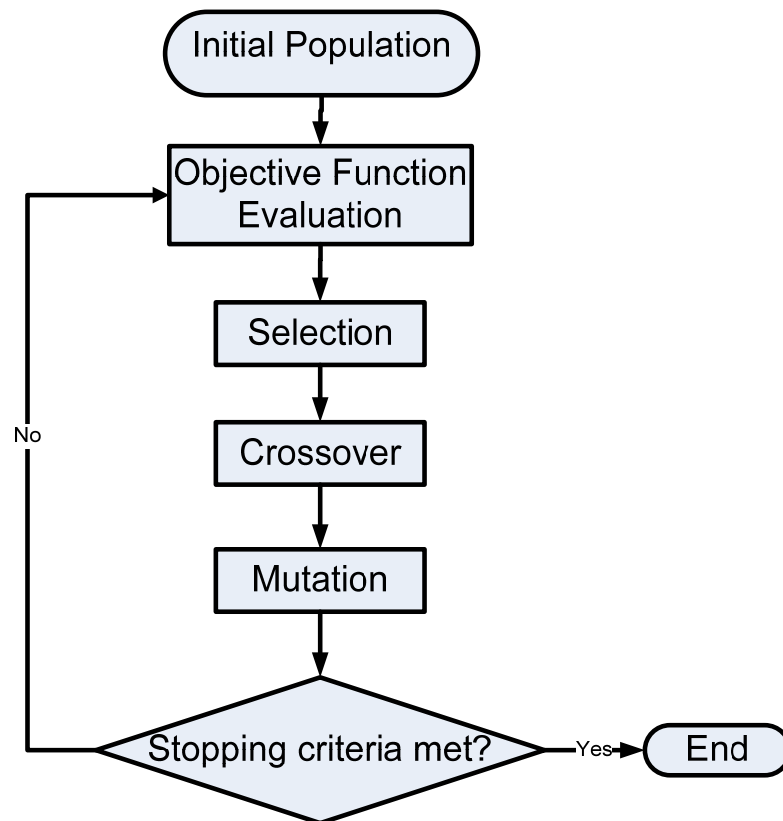 Initial Population
Objective Function
Evaluation
Selection
Crossover
No
Mutation
Stopping criteria met?
Yes
End